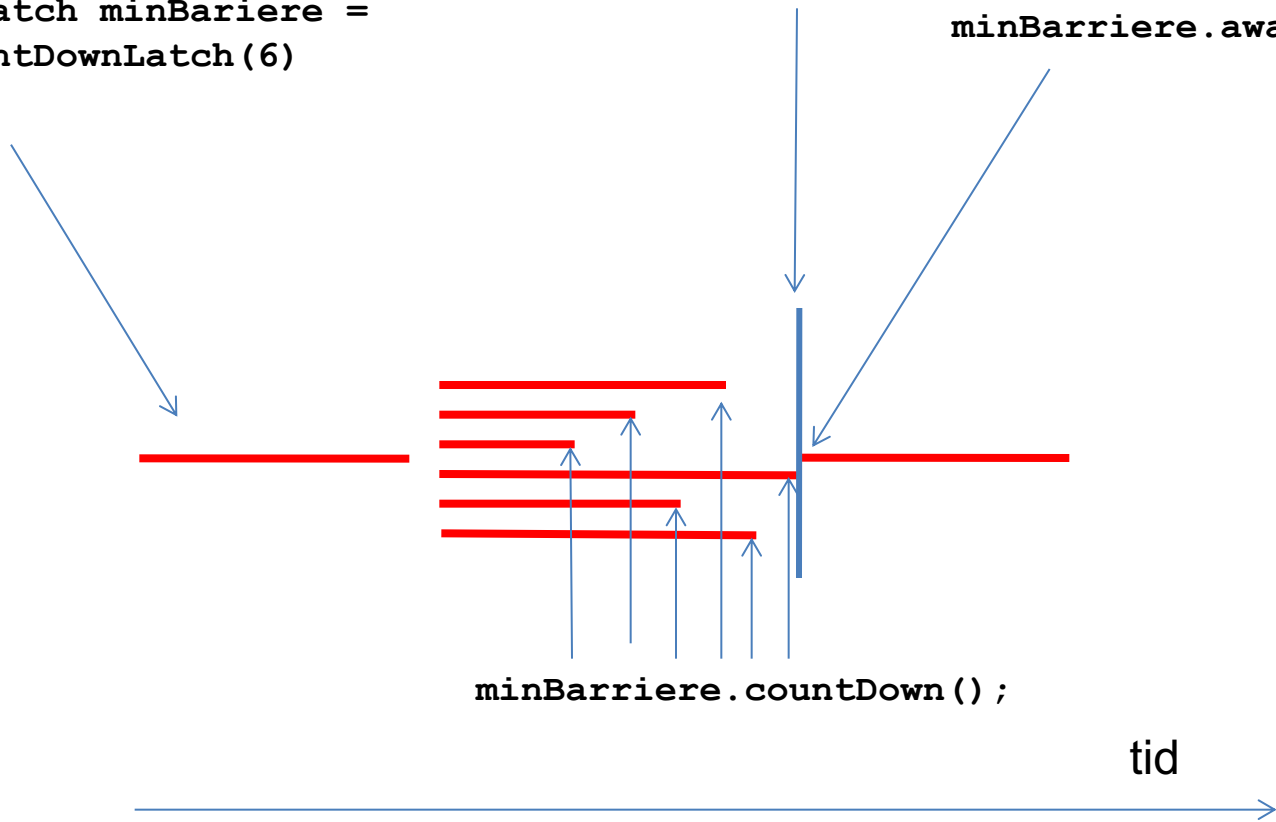 atch minBariere =
ntDownLatch(6)
minBarriere.awa
minBarriere.countDown();
tid